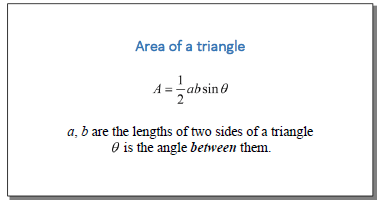 Area of a triangle
A = 1/2 ab sin θ
a, b are the lengths of two sides of a triangle
θ is the angle between them.